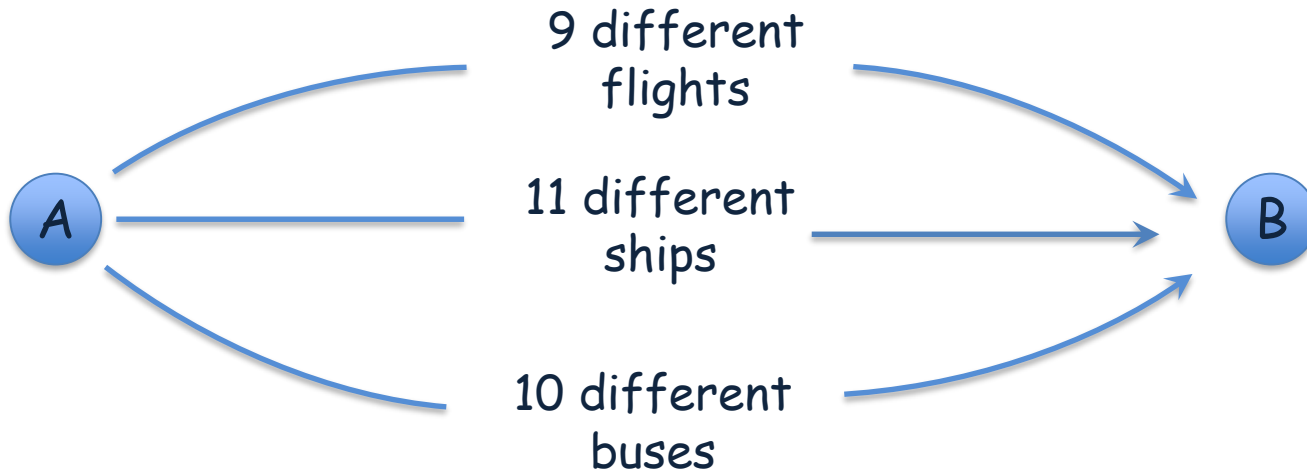 9 different
flights
A
11 different
ships
B
10 different
buses